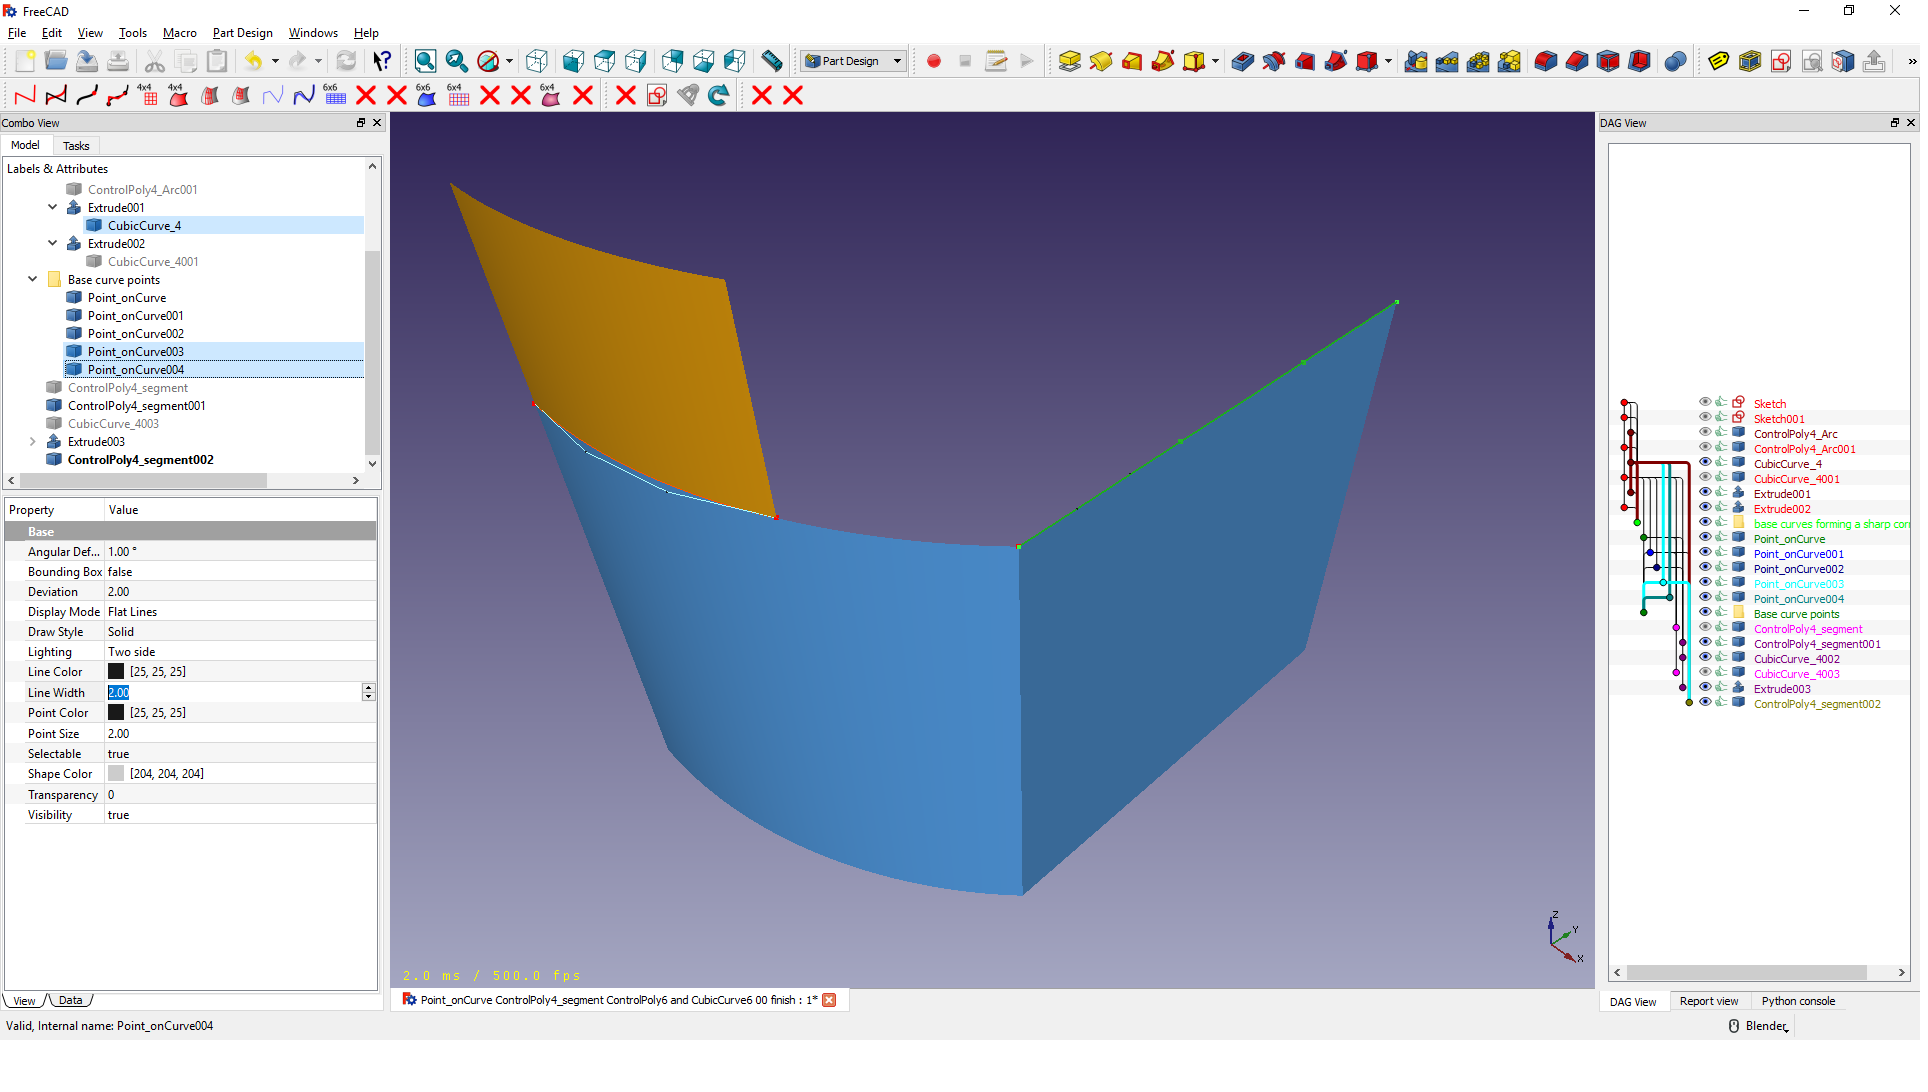 FreeCAD
File Edit View Tools Macro Part Design Windows Help
Part Design
4x4 4x4 6x6 6x6 6x4 6x4
Combo View
Model Tasks
Labels & Attributes
ControlPoly4_Arc001
Extrude001
CubicCurve_4
Extrude002
CubicCurve_4001
Base curve points
Point_onCurve
Point_onCurve001
Point_onCurve002
Point_onCurve003
Point_onCurve004
ControlPoly4_segment
ControlPoly4_segment001
CubicCurve_4003
Extrude003
ControlPoly4_segment002
Property Value
Base
Angular Def... 1.00 °
Bounding Box false
Deviation 2.00
Display Mode Flat Lines
Draw Style Solid
Lighting Two side
Line Color [25, 25, 25]
Line Width 2.00
Point Color [25, 25, 25]
Point Size 2.00
Selectable true
Shape Color [204, 204, 204]
Transparency 0
Visibility true
View Data
Valid, Internal name: Point_onCurve004
2.0 ms / 500.0 fps
Z
Y
X
Point_onCurve ControlPoly4_segment ControlPoly6 and CubicCurve6 00 finish : 1*
DAG View
Sketch
Sketch001
ControlPoly4_Arc
ControlPoly4_Arc001
CubicCurve_4
CubicCurve_4001
Extrude001
Extrude002
base curves forming a sharp corn
Point_onCurve
Point_onCurve001
Point_onCurve002
Point_onCurve003
Point_onCurve004
Base curve points
ControlPoly4_segment
ControlPoly4_segment001
CubicCurve_4002
CubicCurve_4003
Extrude003
ControlPoly4_segment002
DAG View Report view Python console
Blender